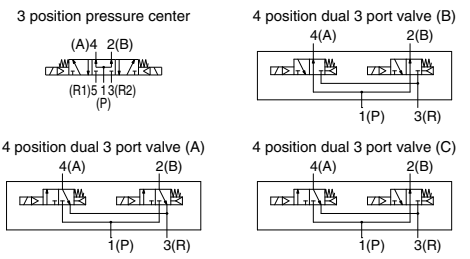 3 position pressure center
(A)4 2(B)
(R1)5 1 3(R2)
(P)
4 position dual 3 port valve (B)
4(A) 2(B)
1(P) 3(R)
4 position dual 3 port valve (A)
4(A) 2(B)
1(P) 3(R)
4 position dual 3 port valve (C)
4(A) 2(B)
1(P) 3(R)